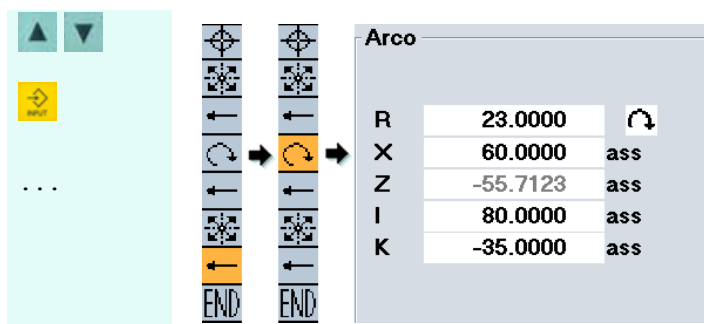 INPUT
...
END
END
Arco
R 23.0000
X 60.0000 ass
Z -55.7123 ass
I 80.0000 ass
K -35.0000 ass